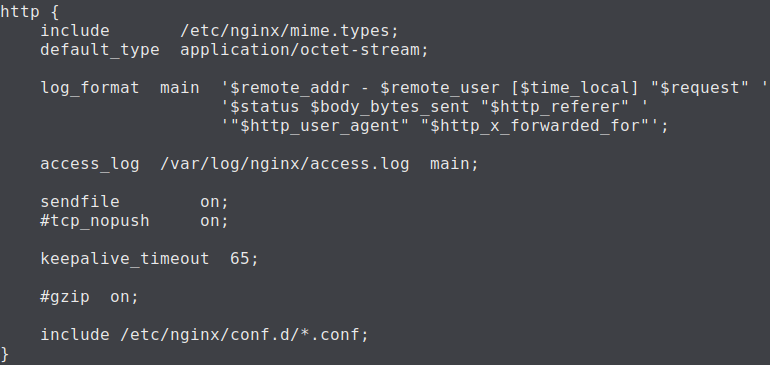 http {
    include       /etc/nginx/mime.types;
    default_type  application/octet-stream;

    log_format  main  '$remote_addr - $remote_user [$time_local] "$request" '
                      '$status $body_bytes_sent "$http_referer" '
                      '"$http_user_agent" "$http_x_forwarded_for"';

    access_log  /var/log/nginx/access.log  main;

    sendfile        on;
    #tcp_nopush     on;

    keepalive_timeout  65;

    #gzip  on;

    include /etc/nginx/conf.d/*.conf;
}